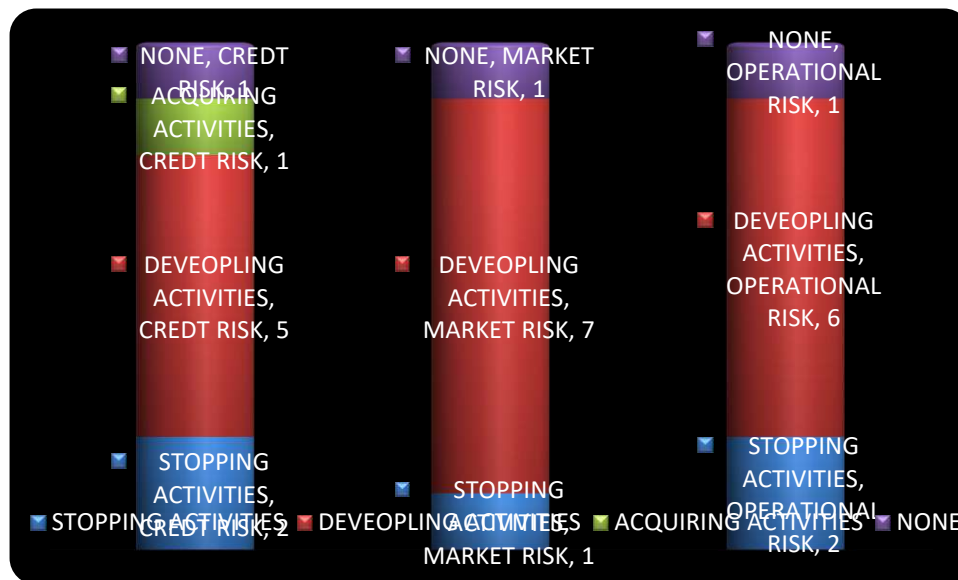 NONE, CREDT
RISK, 1
ACQUIRING
ACTIVITIES,
CREDT RISK, 1
DEVEOPLING
ACTIVITIES,
CREDT RISK, 5
STOPPING
ACTIVITIES,
CREDT RISK, 2
NONE, MARKET
RISK, 1
DEVEOPLING
ACTIVITIES,
MARKET RISK, 7
STOPPING
ACTIVITIES,
MARKET RISK, 1
NONE,
OPERATIONAL
RISK, 1
DEVEOPLING
ACTIVITIES,
OPERATIONAL
RISK, 6
STOPPING
ACTIVITIES,
OPERATIONAL
RISK, 2
STOPPING ACTIVITIES DEVEOPLING ACTIVITIES ACQUIRING ACTIVITIES NONE